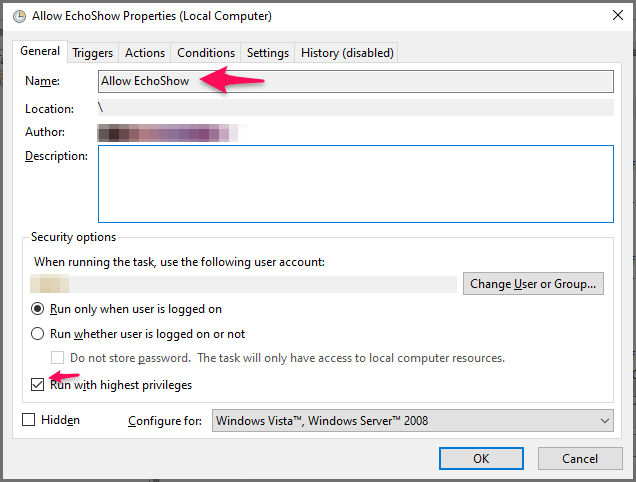 Allow EchoShow Properties (Local Computer)
General Triggers Actions Conditions Settings History (disabled)
Name: Allow EchoShow
Location: \
Author:
Description:
Security options
When running the task, use the following user account:
Change User or Group...
Run only when user is logged on
Run whether user is logged on or not
Do not store password. The task will only have access to local computer resources.
Run with highest privileges
Hidden Configure for: Windows Vista™, Windows Server™ 2008
OK Cancel